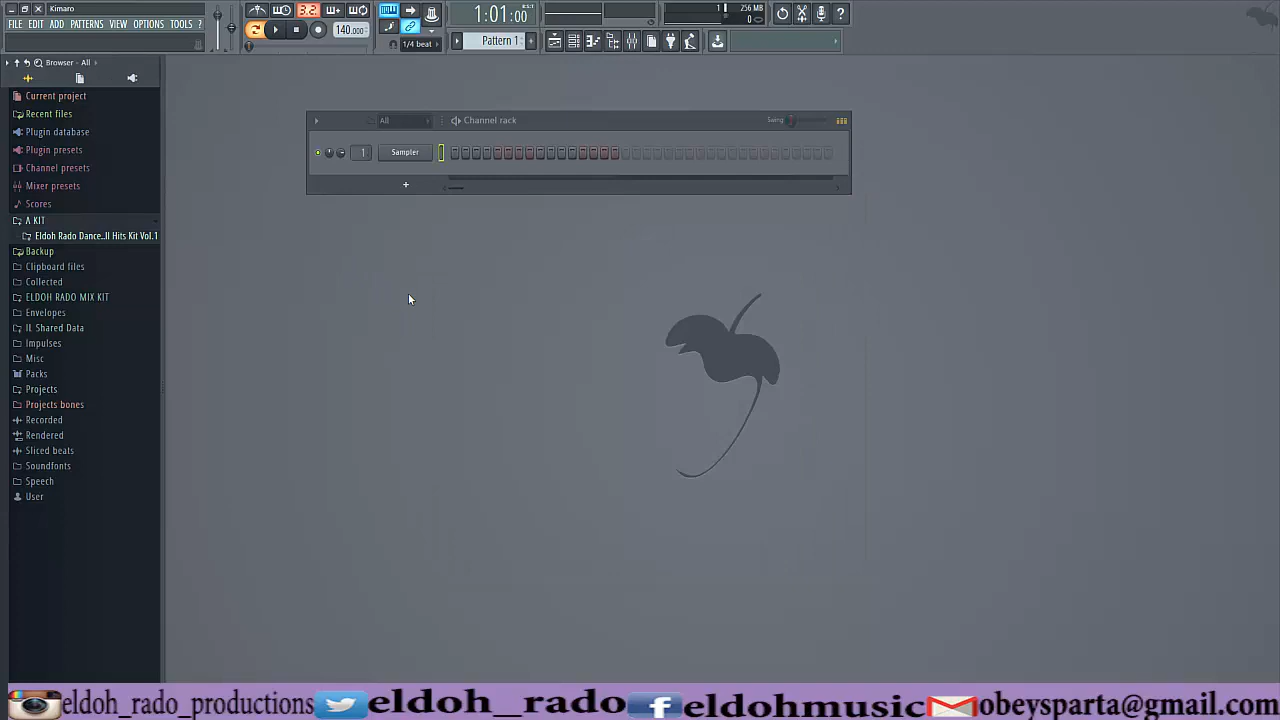 Kimaro
FILE EDIT ADD PATTERNS VIEW OPTIONS TOOLS ?
3.2.
140.000
1/4 beat
1:01:00
B:S:T
Pattern 1
1
256 MB
0
Browser - All
Current project
Recent files
Plugin database
Plugin presets
Channel presets
Mixer presets
Scores
A KIT
Eldoh Rado Dance..ll Hits Kit Vol.1
Backup
Clipboard files
Collected
ELDOH RADO MIX KIT
Envelopes
IL Shared Data
Impulses
Misc
Packs
Projects
Projects bones
Recorded
Rendered
Sliced beats
Soundfonts
Speech
User
All
Channel rack
Swing
1
Sampler
+
eldoh_rado_productions
eldoh_rado
eldohmusic
obeysparta@gmail.com